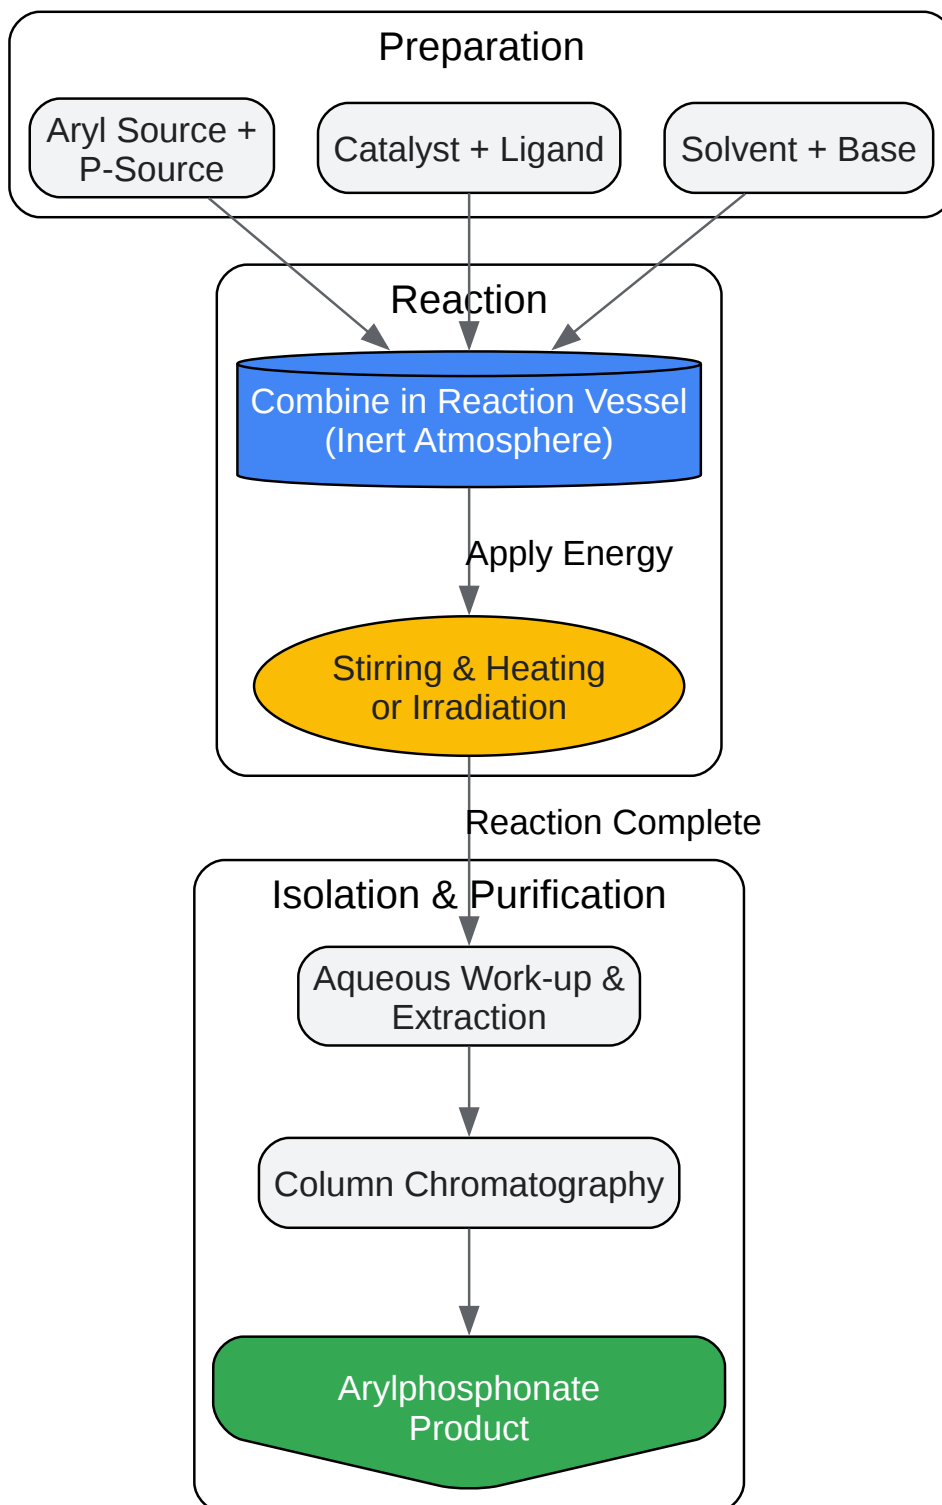 Preparation
Aryl Source +
P-Source
Catalyst + Ligand
Solvent + Base
Reaction
Combine in Reaction Vessel
(Inert Atmosphere)
Apply Energy
Stirring & Heating
or Irradiation
Reaction Complete
Isolation & Purification
Aqueous Work-up &
Extraction
Column Chromatography
Arylphosphonate
Product